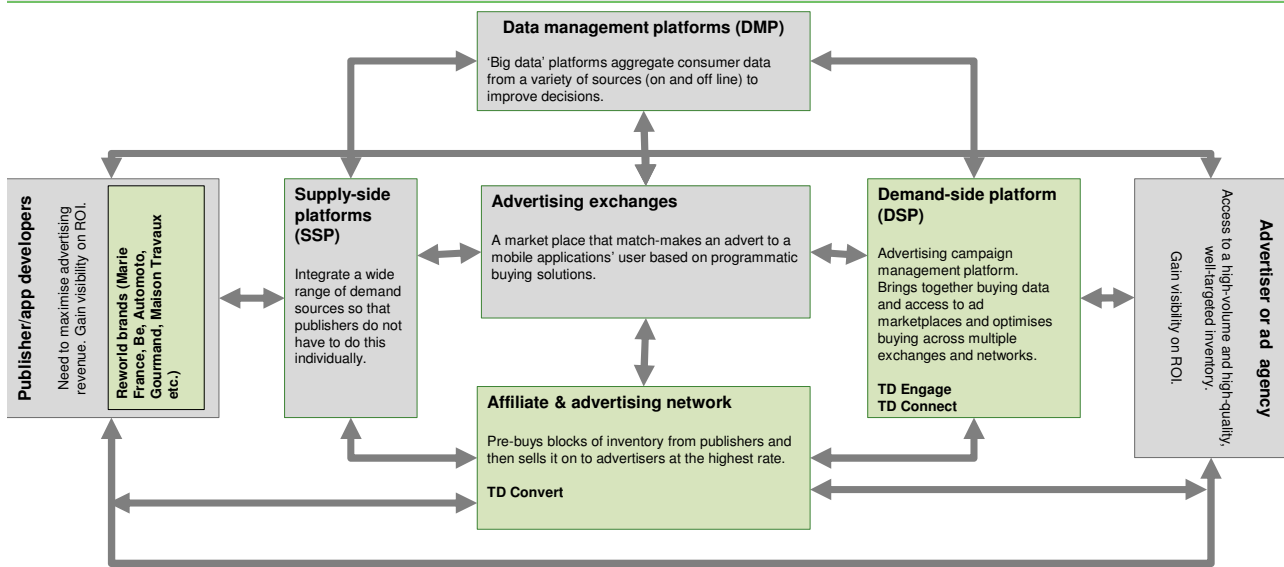 Data management platforms (DMP)
‘Big data’ platforms aggregate consumer data
from a variety of sources (on and off line) to
improve decisions.
Publisher/app developers
Need to maximise advertising
revenue. Gain visibility on ROI.
Reworld brands (Marie
France, Be, Automoto,
Gourmand, Maison Travaux
etc.)
Supply-side
platforms
(SSP)
Integrate a wide
range of demand
sources so that
publishers do not
have to do this
individually.
Advertising exchanges
A market place that match-makes an advert to a
mobile applications’ user based on programmatic
buying solutions.
Affiliate & advertising network
Pre-buys blocks of inventory from publishers and
then sells it on to advertisers at the highest rate.
TD Convert
Demand-side platform
(DSP)
Advertising campaign
management platform.
Brings together buying data
and access to ad
marketplaces and optimises
buying across multiple
exchanges and networks.
TD Engage
TD Connect
Advertiser or ad agency
Access to a high-volume and high-quality,
well-targeted inventory.
Gain visibility on ROI.